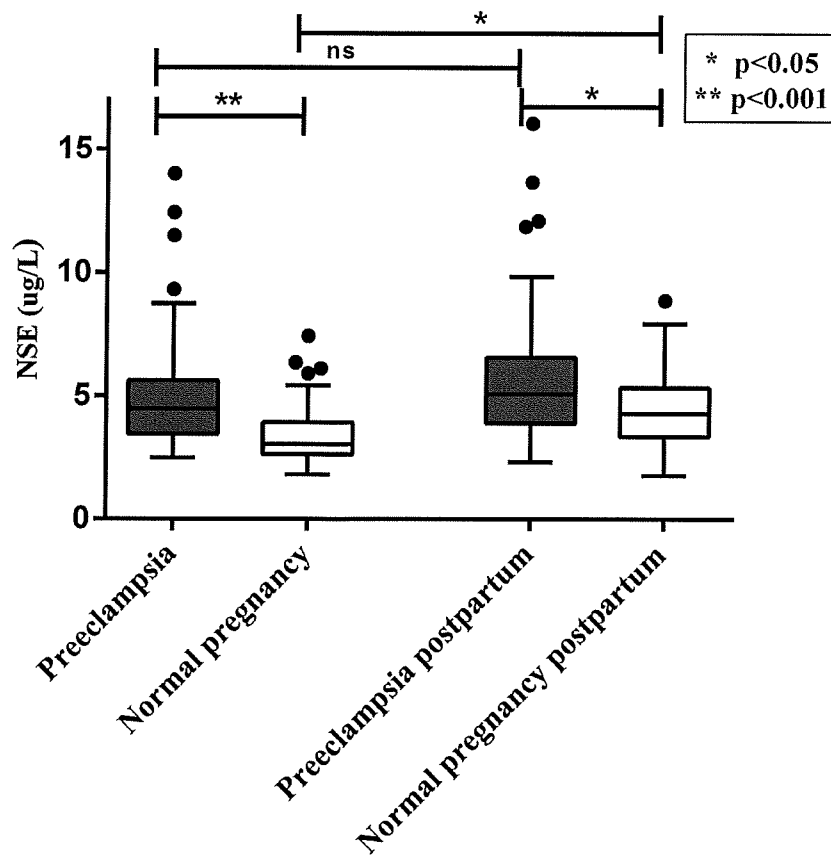 *
ns
* p<0.05
** p<0.001
**
*
15
10
5
0
NSE (ug/L)
Preeclampsia
Normal pregnancy
Preeclampsia postpartum
Normal pregnancy postpartum